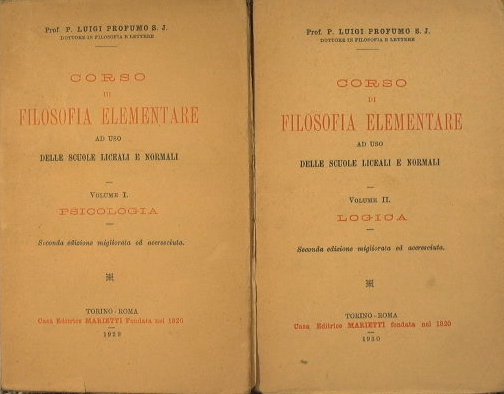 Prof. P. LUIGI PROFUMO S. J.
DOTTORE IN FILOSOFIA E LETTERE
CORSO
DI
FILOSOFIA ELEMENTARE
AD USO
DELLE SCUOLE LICEALI E NORMALI
VOLUME I.
PSICOLOGIA
Seconda edizione migliorata ed accresciuta.
TORINO-ROMA
Casa Editrice MARIETTI fondata nel 1820
1929
Prof. P. LUIGI PROFUMO S. J.
DOTTORE IN FILOSOFIA E LETTERE
CORSO
DI
FILOSOFIA ELEMENTARE
AD USO
DELLE SCUOLE LICEALI E NORMALI
VOLUME II.
LOGICA
Seconda edizione migliorata ed accresciuta.
TORINO-ROMA
Casa Editrice MARIETTI fondata nel 1820
1930